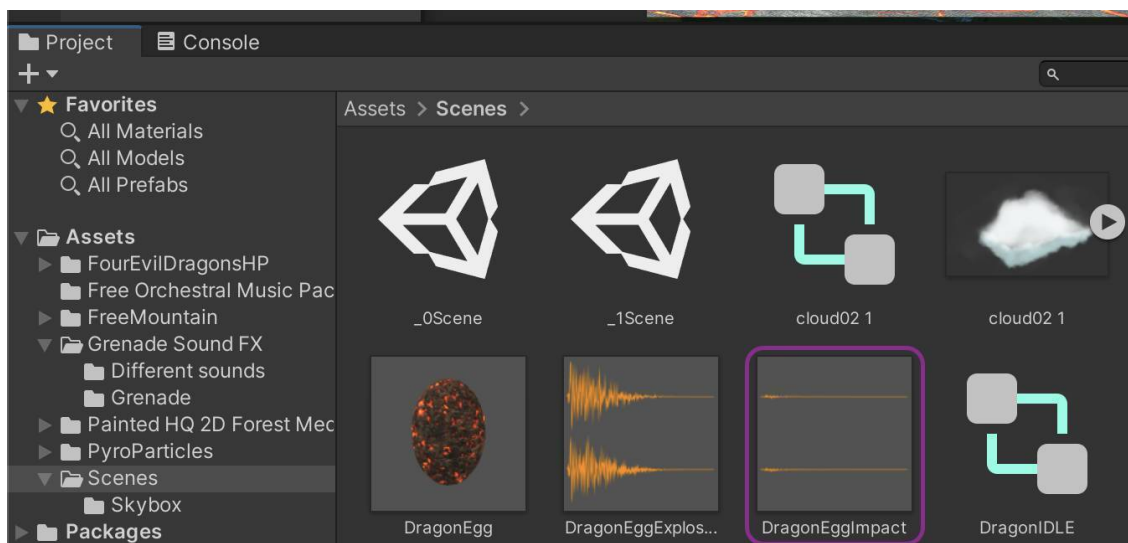 Project
Console
Favorites
All Materials
All Models
All Prefabs
Assets
FourEvilDragonsHP
Free Orchestral Music Pac
FreeMountain
Grenade Sound FX
Different sounds
Grenade
Painted HQ 2D Forest Med
PyroParticles
Scenes
Skybox
Packages
Assets > Scenes >
_0Scene
_1Scene
cloud02 1
cloud02 1
DragonEgg
DragonEggExplos...
DragonEggImpact
DragonIDLE